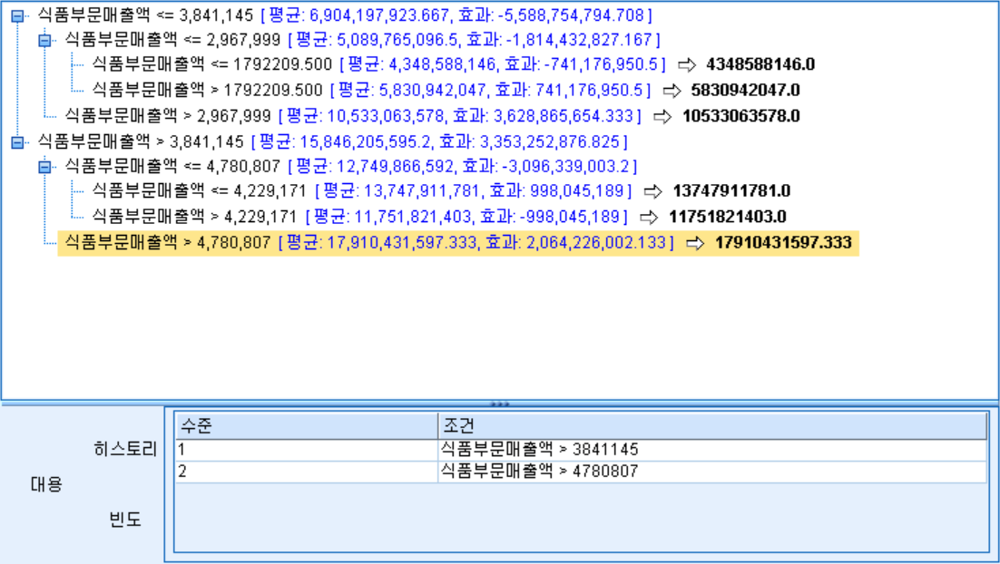 식품부문매출액 <= 3,841,145 [ 평균: 6,904,197,923.667, 효과: -5,588,754,794.708 ]
식품부문매출액 <= 2,967,999 [ 평균: 5,089,765,096.5, 효과: -1,814,432,827.167 ]
식품부문매출액 <= 1792209.500 [ 평균: 4,348,588,146, 효과: -741,176,950.5 ] ⇨ 4348588146.0
식품부문매출액 > 1792209.500 [ 평균: 5,830,942,047, 효과: 741,176,950.5 ] ⇨ 5830942047.0
식품부문매출액 > 2,967,999 [ 평균: 10,533,063,578, 효과: 3,628,865,654.333 ] ⇨ 10533063578.0
식품부문매출액 > 3,841,145 [ 평균: 15,846,205,595.2, 효과: 3,353,252,876.825 ]
식품부문매출액 <= 4,780,807 [ 평균: 12,749,866,592, 효과: -3,096,339,003.2 ]
식품부문매출액 <= 4,229,171 [ 평균: 13,747,911,781, 효과: 998,045,189 ] ⇨ 13747911781.0
식품부문매출액 > 4,229,171 [ 평균: 11,751,821,403, 효과: -998,045,189 ] ⇨ 11751821403.0
식품부문매출액 > 4,780,807 [ 평균: 17,910,431,597.333, 효과: 2,064,226,002.133 ] ⇨ 17910431597.333
수준 조건
히스토리 1 식품부문매출액 > 3841145
2 식품부문매출액 > 4780807
대용
빈도